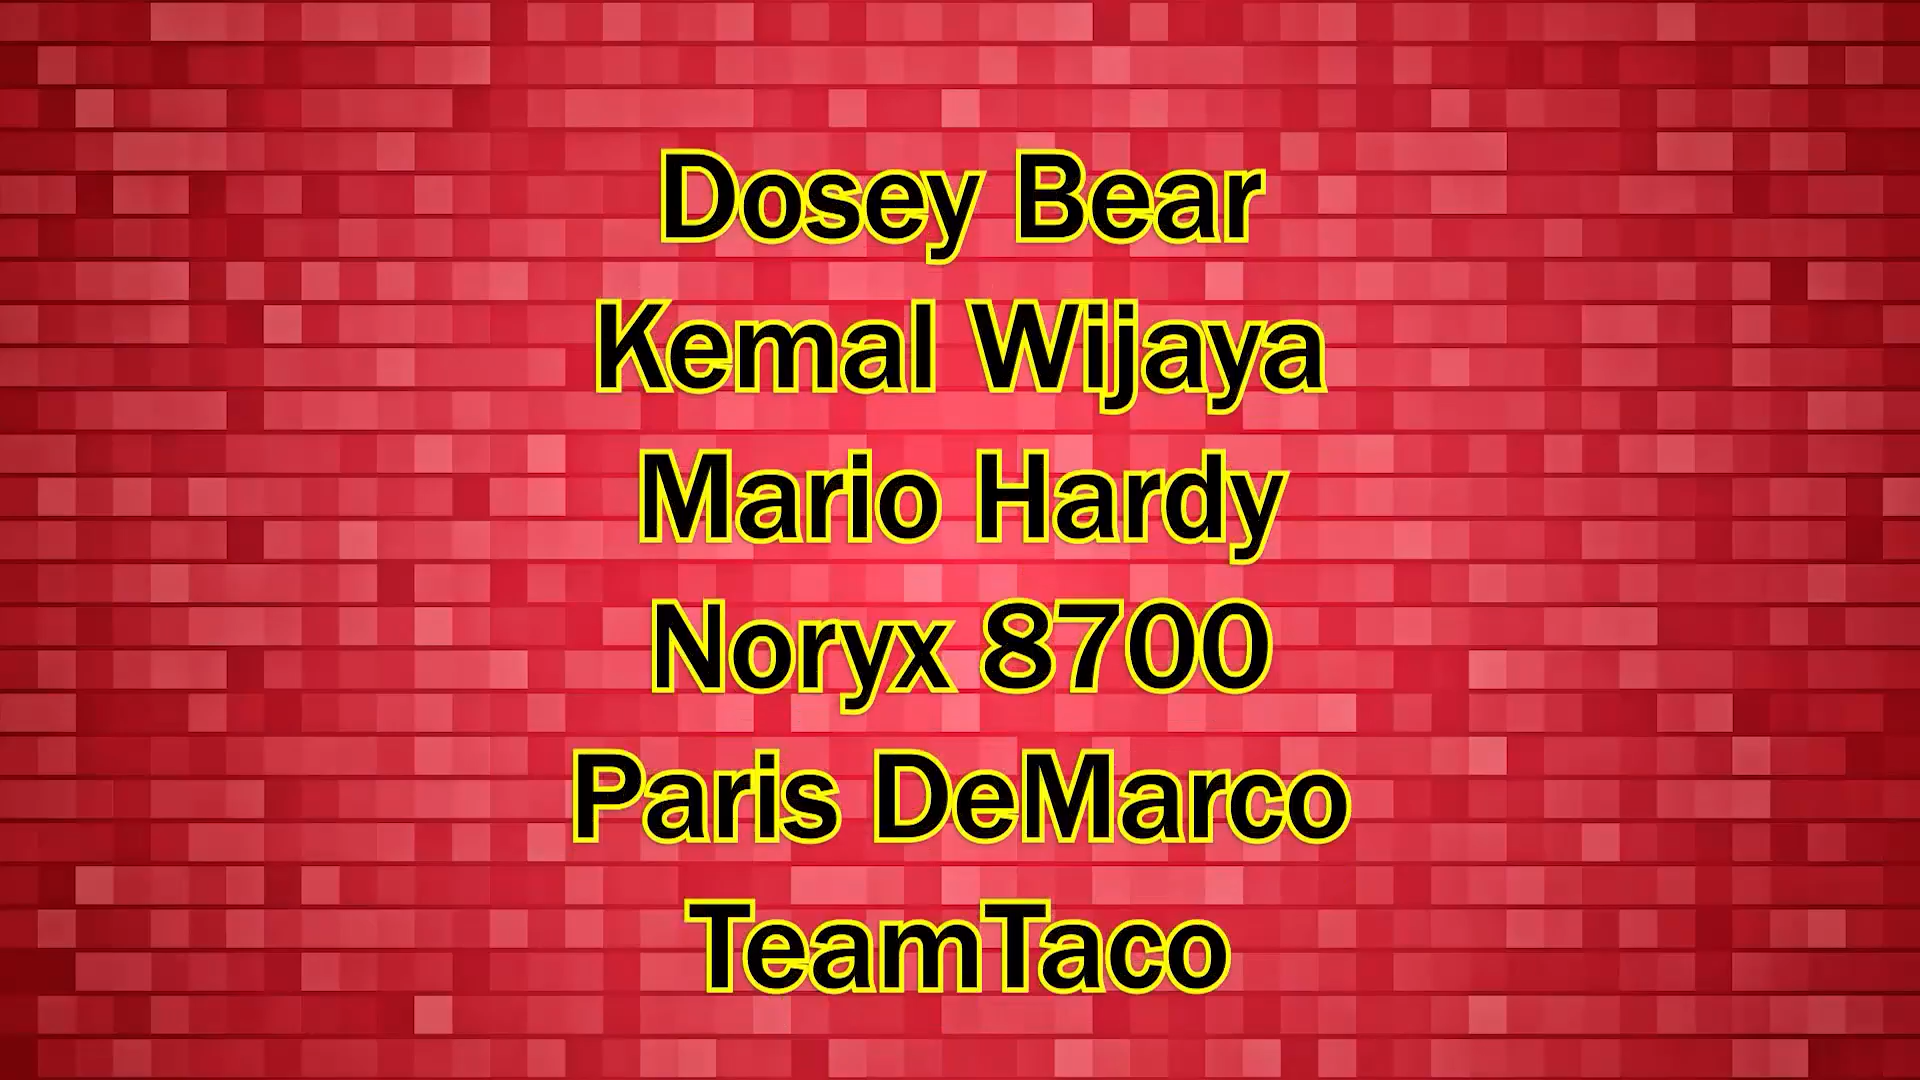 Dosey Bear
Kemal Wijaya
Mario Hardy
Noryx 8700
Paris DeMarco
TeamTaco